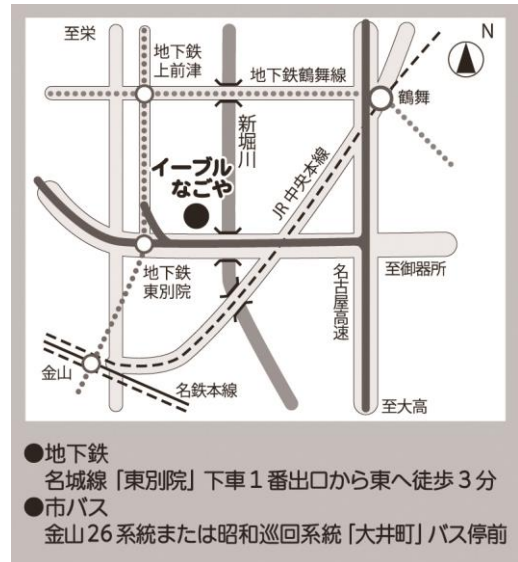 至栄
地下鉄
上前津
地下鉄鶴舞線
N
鶴舞
新堀川
イーブル
なごや
JR中央本線
地下鉄
東別院
名古屋高速
至御器所
金山
名鉄本線
至大高
●地下鉄
名城線「東別院」下車1番出口から東へ徒歩3分
●市バス
金山26系統または昭和巡回系統「大井町」バス停前